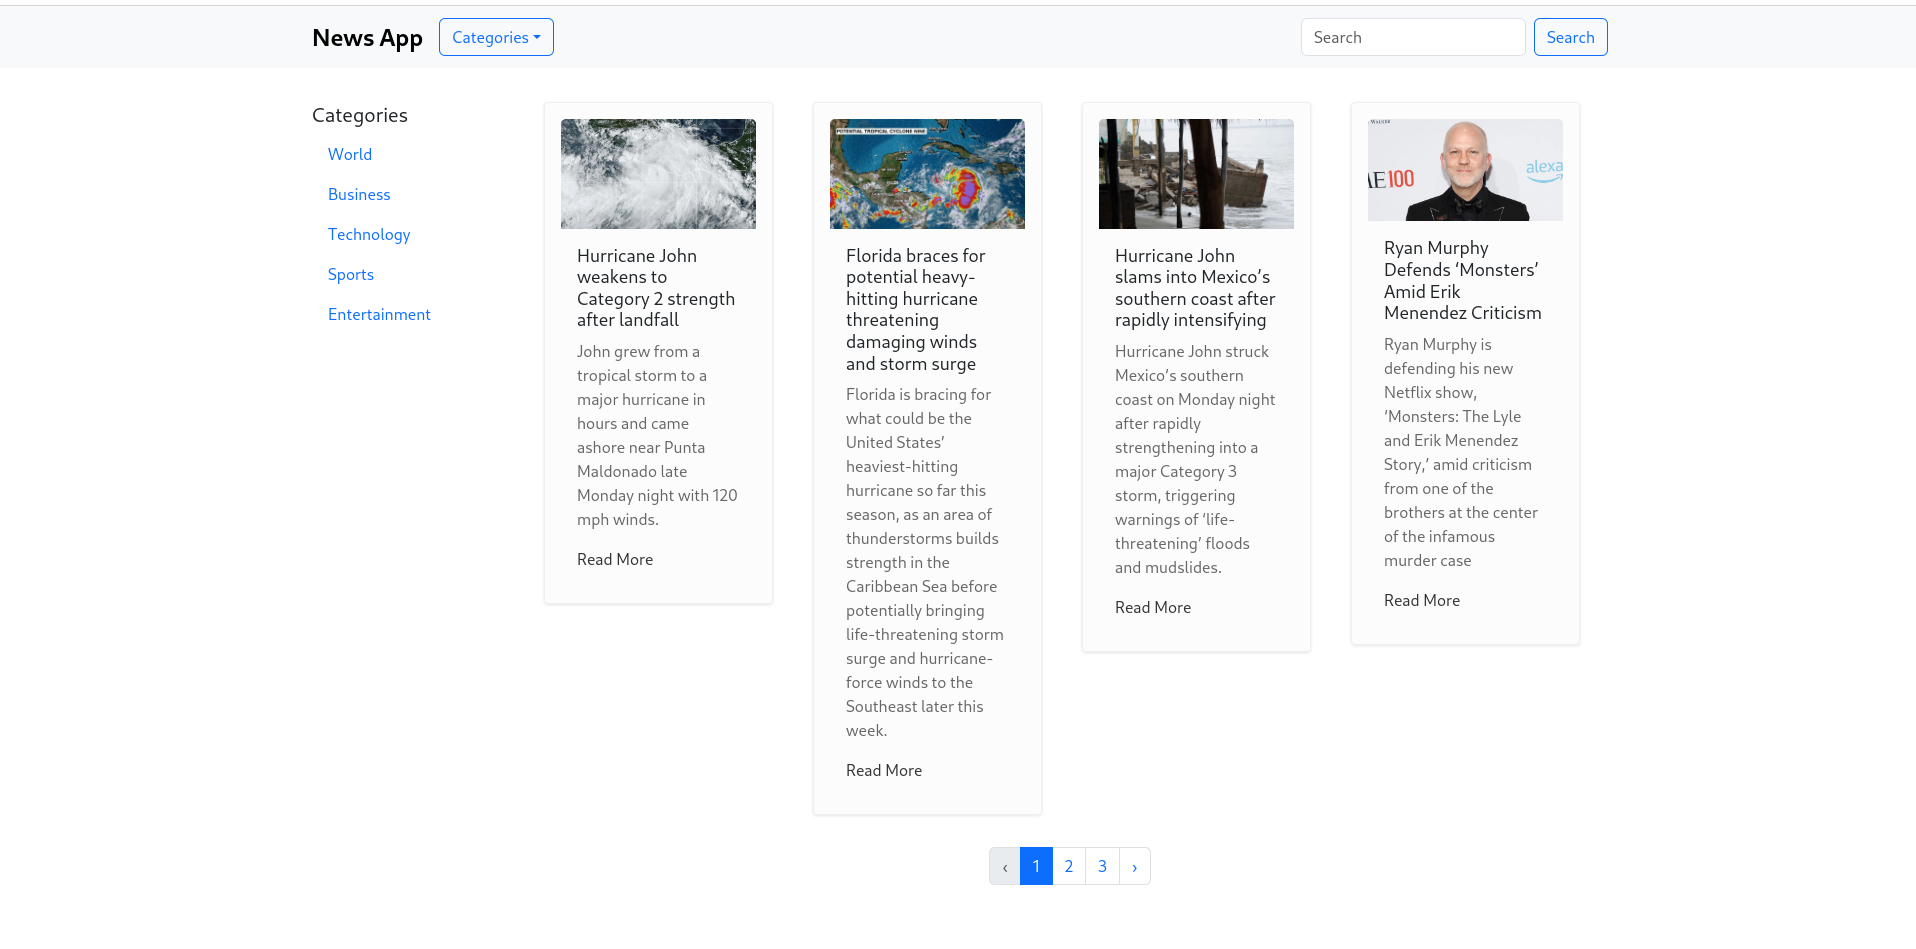 News App
Categories
Search
Search
Categories
World
Business
Technology
Sports
Entertainment
Hurricane John
weakens to
Category 2 strength
after landfall
John grew from a
tropical storm to a
major hurricane in
hours and came
ashore near Punta
Maldonado late
Monday night with 120
mph winds.
Read More
POTENTIAL TROPICAL CYCLONE NINE
Florida braces for
potential heavy-
hitting hurricane
threatening
damaging winds
and storm surge
Florida is bracing for
what could be the
United States’
heaviest-hitting
hurricane so far this
season, as an area of
thunderstorms builds
strength in the
Caribbean Sea before
potentially bringing
life-threatening storm
surge and hurricane-
force winds to the
Southeast later this
week.
Read More
Hurricane John
slams into Mexico’s
southern coast after
rapidly intensifying
Hurricane John struck
Mexico’s southern
coast on Monday night
after rapidly
strengthening into a
major Category 3
storm, triggering
warnings of ‘life-
threatening’ floods
and mudslides.
Read More
WALKER
ME 100
alexa
Ryan Murphy
Defends ‘Monsters’
Amid Erik
Menendez Criticism
Ryan Murphy is
defending his new
Netflix show,
‘Monsters: The Lyle
and Erik Menendez
Story,’ amid criticism
from one of the
brothers at the center
of the infamous
murder case
Read More
‹ 1 2 3 ›